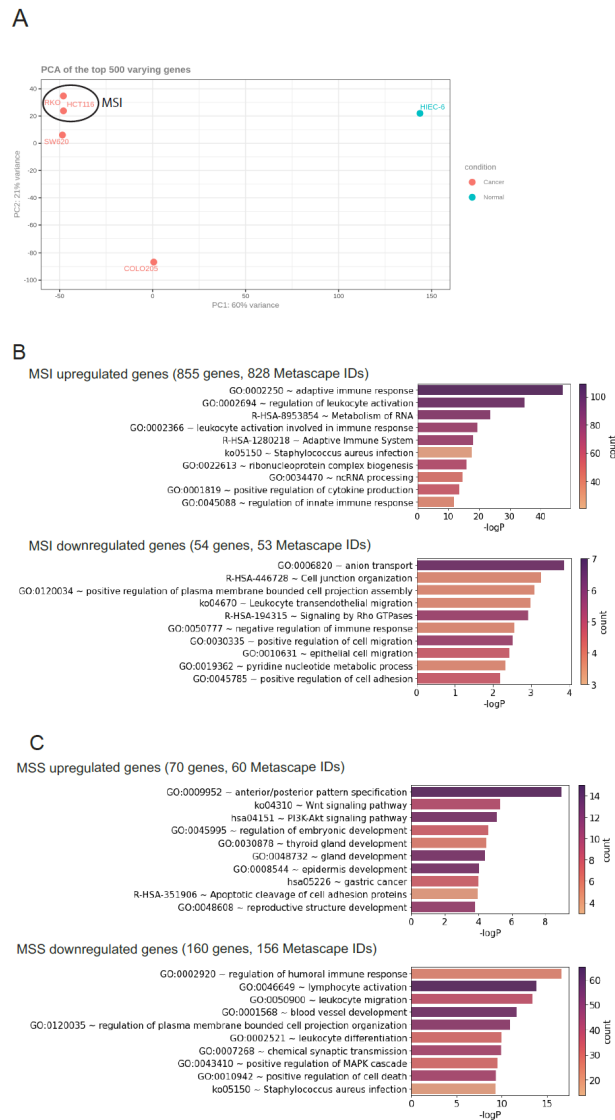 A
PCA of the top 500 varying genes
40
20
0
-20
-40
-60
-80
-100
PC2: 21% variance
RKO
HCT116
MSI
SW620
COLO205
HIEC-6
-50
0
50
100
150
PC1: 60% variance
condition
Cancer
Normal
B
MSI upregulated genes (855 genes, 828 Metascape IDs)
GO:0002250 ~ adaptive immune response
GO:0002694 ~ regulation of leukocyte activation
R-HSA-8953854 ~ Metabolism of RNA
GO:0002366 ~ leukocyte activation involved in immune response
R-HSA-1280218 ~ Adaptive Immune System
ko05150 ~ Staphylococcus aureus infection
GO:0022613 ~ ribonucleoprotein complex biogenesis
GO:0034470 ~ ncRNA processing
GO:0001819 ~ positive regulation of cytokine production
GO:0045088 ~ regulation of innate immune response
0 10 20 30 40
-logP
100
80
60
40
count
MSI downregulated genes (54 genes, 53 Metascape IDs)
GO:0006820 ~ anion transport
R-HSA-446728 ~ Cell junction organization
GO:0120034 ~ positive regulation of plasma membrane bounded cell projection assembly
ko04670 ~ Leukocyte transendothelial migration
R-HSA-194315 ~ Signaling by Rho GTPases
GO:0050777 ~ negative regulation of immune response
GO:0030335 ~ positive regulation of cell migration
GO:0010631 ~ epithelial cell migration
GO:0019362 ~ pyridine nucleotide metabolic process
GO:0045785 ~ positive regulation of cell adhesion
0 1 2 3 4
-logP
7
6
5
4
3
count
C
MSS upregulated genes (70 genes, 60 Metascape IDs)
GO:0009952 ~ anterior/posterior pattern specification
ko04310 ~ Wnt signaling pathway
hsa04151 ~ PI3K-Akt signaling pathway
GO:0045995 ~ regulation of embryonic development
GO:0030878 ~ thyroid gland development
GO:0048732 ~ gland development
GO:0008544 ~ epidermis development
hsa05226 ~ gastric cancer
R-HSA-351906 ~ Apoptotic cleavage of cell adhesion proteins
GO:0048608 ~ reproductive structure development
0 2 4 6 8
-logP
14
12
10
8
6
4
count
MSS downregulated genes (160 genes, 156 Metascape IDs)
GO:0002920 ~ regulation of humoral immune response
GO:0046649 ~ lymphocyte activation
GO:0050900 ~ leukocyte migration
GO:0001568 ~ blood vessel development
GO:0120035 ~ regulation of plasma membrane bounded cell projection organization
GO:0002521 ~ leukocyte differentiation
GO:0007268 ~ chemical synaptic transmission
GO:0043410 ~ positive regulation of MAPK cascade
GO:0010942 ~ positive regulation of cell death
ko05150 ~ Staphylococcus aureus infection
0 5 10 15
-logP
60
50
40
30
20
count